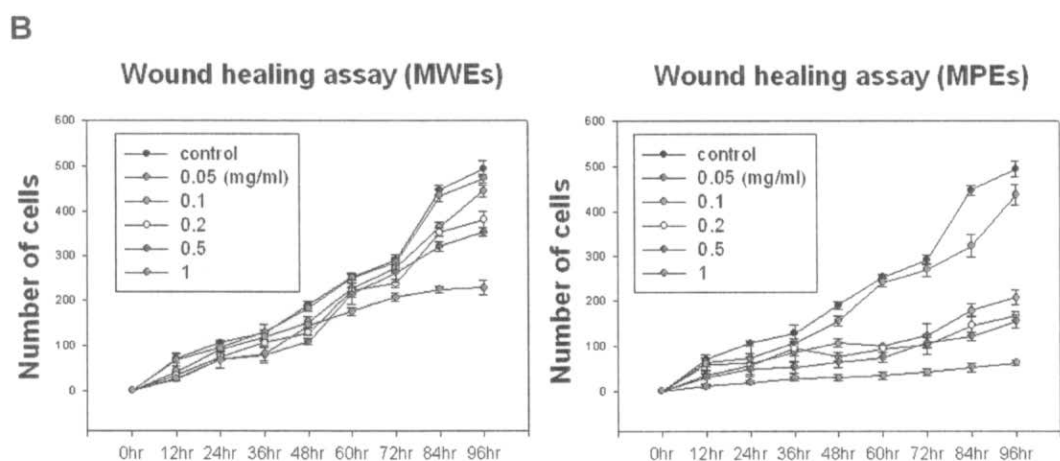 B
Wound healing assay (MWEs)
Number of cells
600
500
400
300
200
100
0
control
0.05 (mg/ml)
0.1
0.2
0.5
1
0hr 12hr 24hr 36hr 48hr 60hr 72hr 84hr 96hr
Wound healing assay (MPEs)
Number of cells
600
500
400
300
200
100
0
control
0.05 (mg/ml)
0.1
0.2
0.5
1
0hr 12hr 24hr 36hr 48hr 60hr 72hr 84hr 96hr